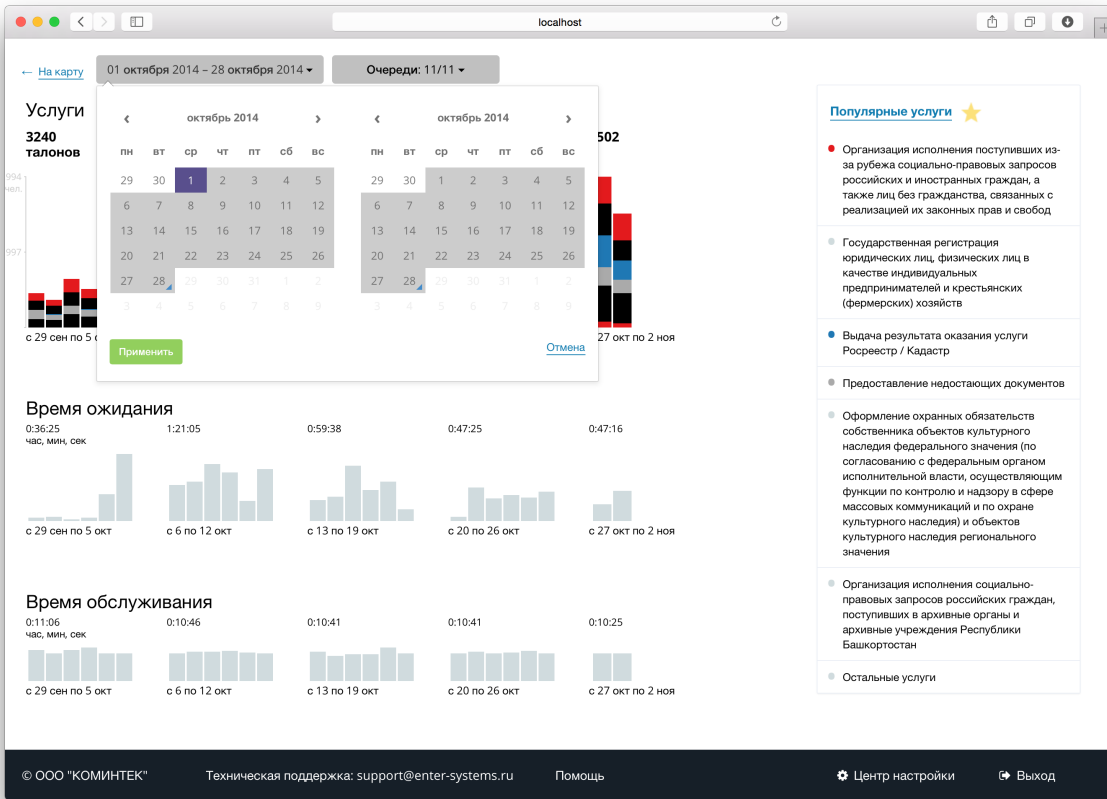 localhost
← На карту
01 октября 2014 – 28 октября 2014
Очереди: 11/11
Услуги
3240
талонов
994
чел.
997
с 29 сен по 5 о
502
27 окт по 2 ноя
‹ октябрь 2014 ›
пн вт ср чт пт сб вс
29 30 1 2 3 4 5
6 7 8 9 10 11 12
13 14 15 16 17 18 19
20 21 22 23 24 25 26
27 28 29 30 31 1 2
3 4 5 6 7 8 9
‹ октябрь 2014 ›
пн вт ср чт пт сб вс
29 30 1 2 3 4 5
6 7 8 9 10 11 12
13 14 15 16 17 18 19
20 21 22 23 24 25 26
27 28 29 30 31 1 2
3 4 5 6 7 8 9
Применить
Отмена
Время ожидания
0:36:25 1:21:05 0:59:38 0:47:25 0:47:16
час, мин, сек
с 29 сен по 5 окт с 6 по 12 окт с 13 по 19 окт с 20 по 26 окт с 27 окт по 2 ноя
Время обслуживания
0:11:06 0:10:46 0:10:41 0:10:41 0:10:25
час, мин, сек
с 29 сен по 5 окт с 6 по 12 окт с 13 по 19 окт с 20 по 26 окт с 27 окт по 2 ноя
Популярные услуги
Организация исполнения поступивших из-
за рубежа социально-правовых запросов
российских и иностранных граждан, а
также лиц без гражданства, связанных с
реализацией их законных прав и свобод
Государственная регистрация
юридических лиц, физических лиц в
качестве индивидуальных
предпринимателей и крестьянских
(фермерских) хозяйств
Выдача результата оказания услуги
Росреестр / Кадастр
Предоставление недостающих документов
Оформление охранных обязательств
собственника объектов культурного
наследия федерального значения (по
согласованию с федеральным органом
исполнительной власти, осуществляющим
функции по контролю и надзору в сфере
массовых коммуникаций и по охране
культурного наследия) и объектов
культурного наследия регионального
значения
Организация исполнения социально-
правовых запросов российских граждан,
поступивших в архивные органы и
архивные учреждения Республики
Башкортостан
Остальные услуги
© ООО "КОМИНТЕК" Техническая поддержка: support@enter-systems.ru Помощь Центр настройки Выход